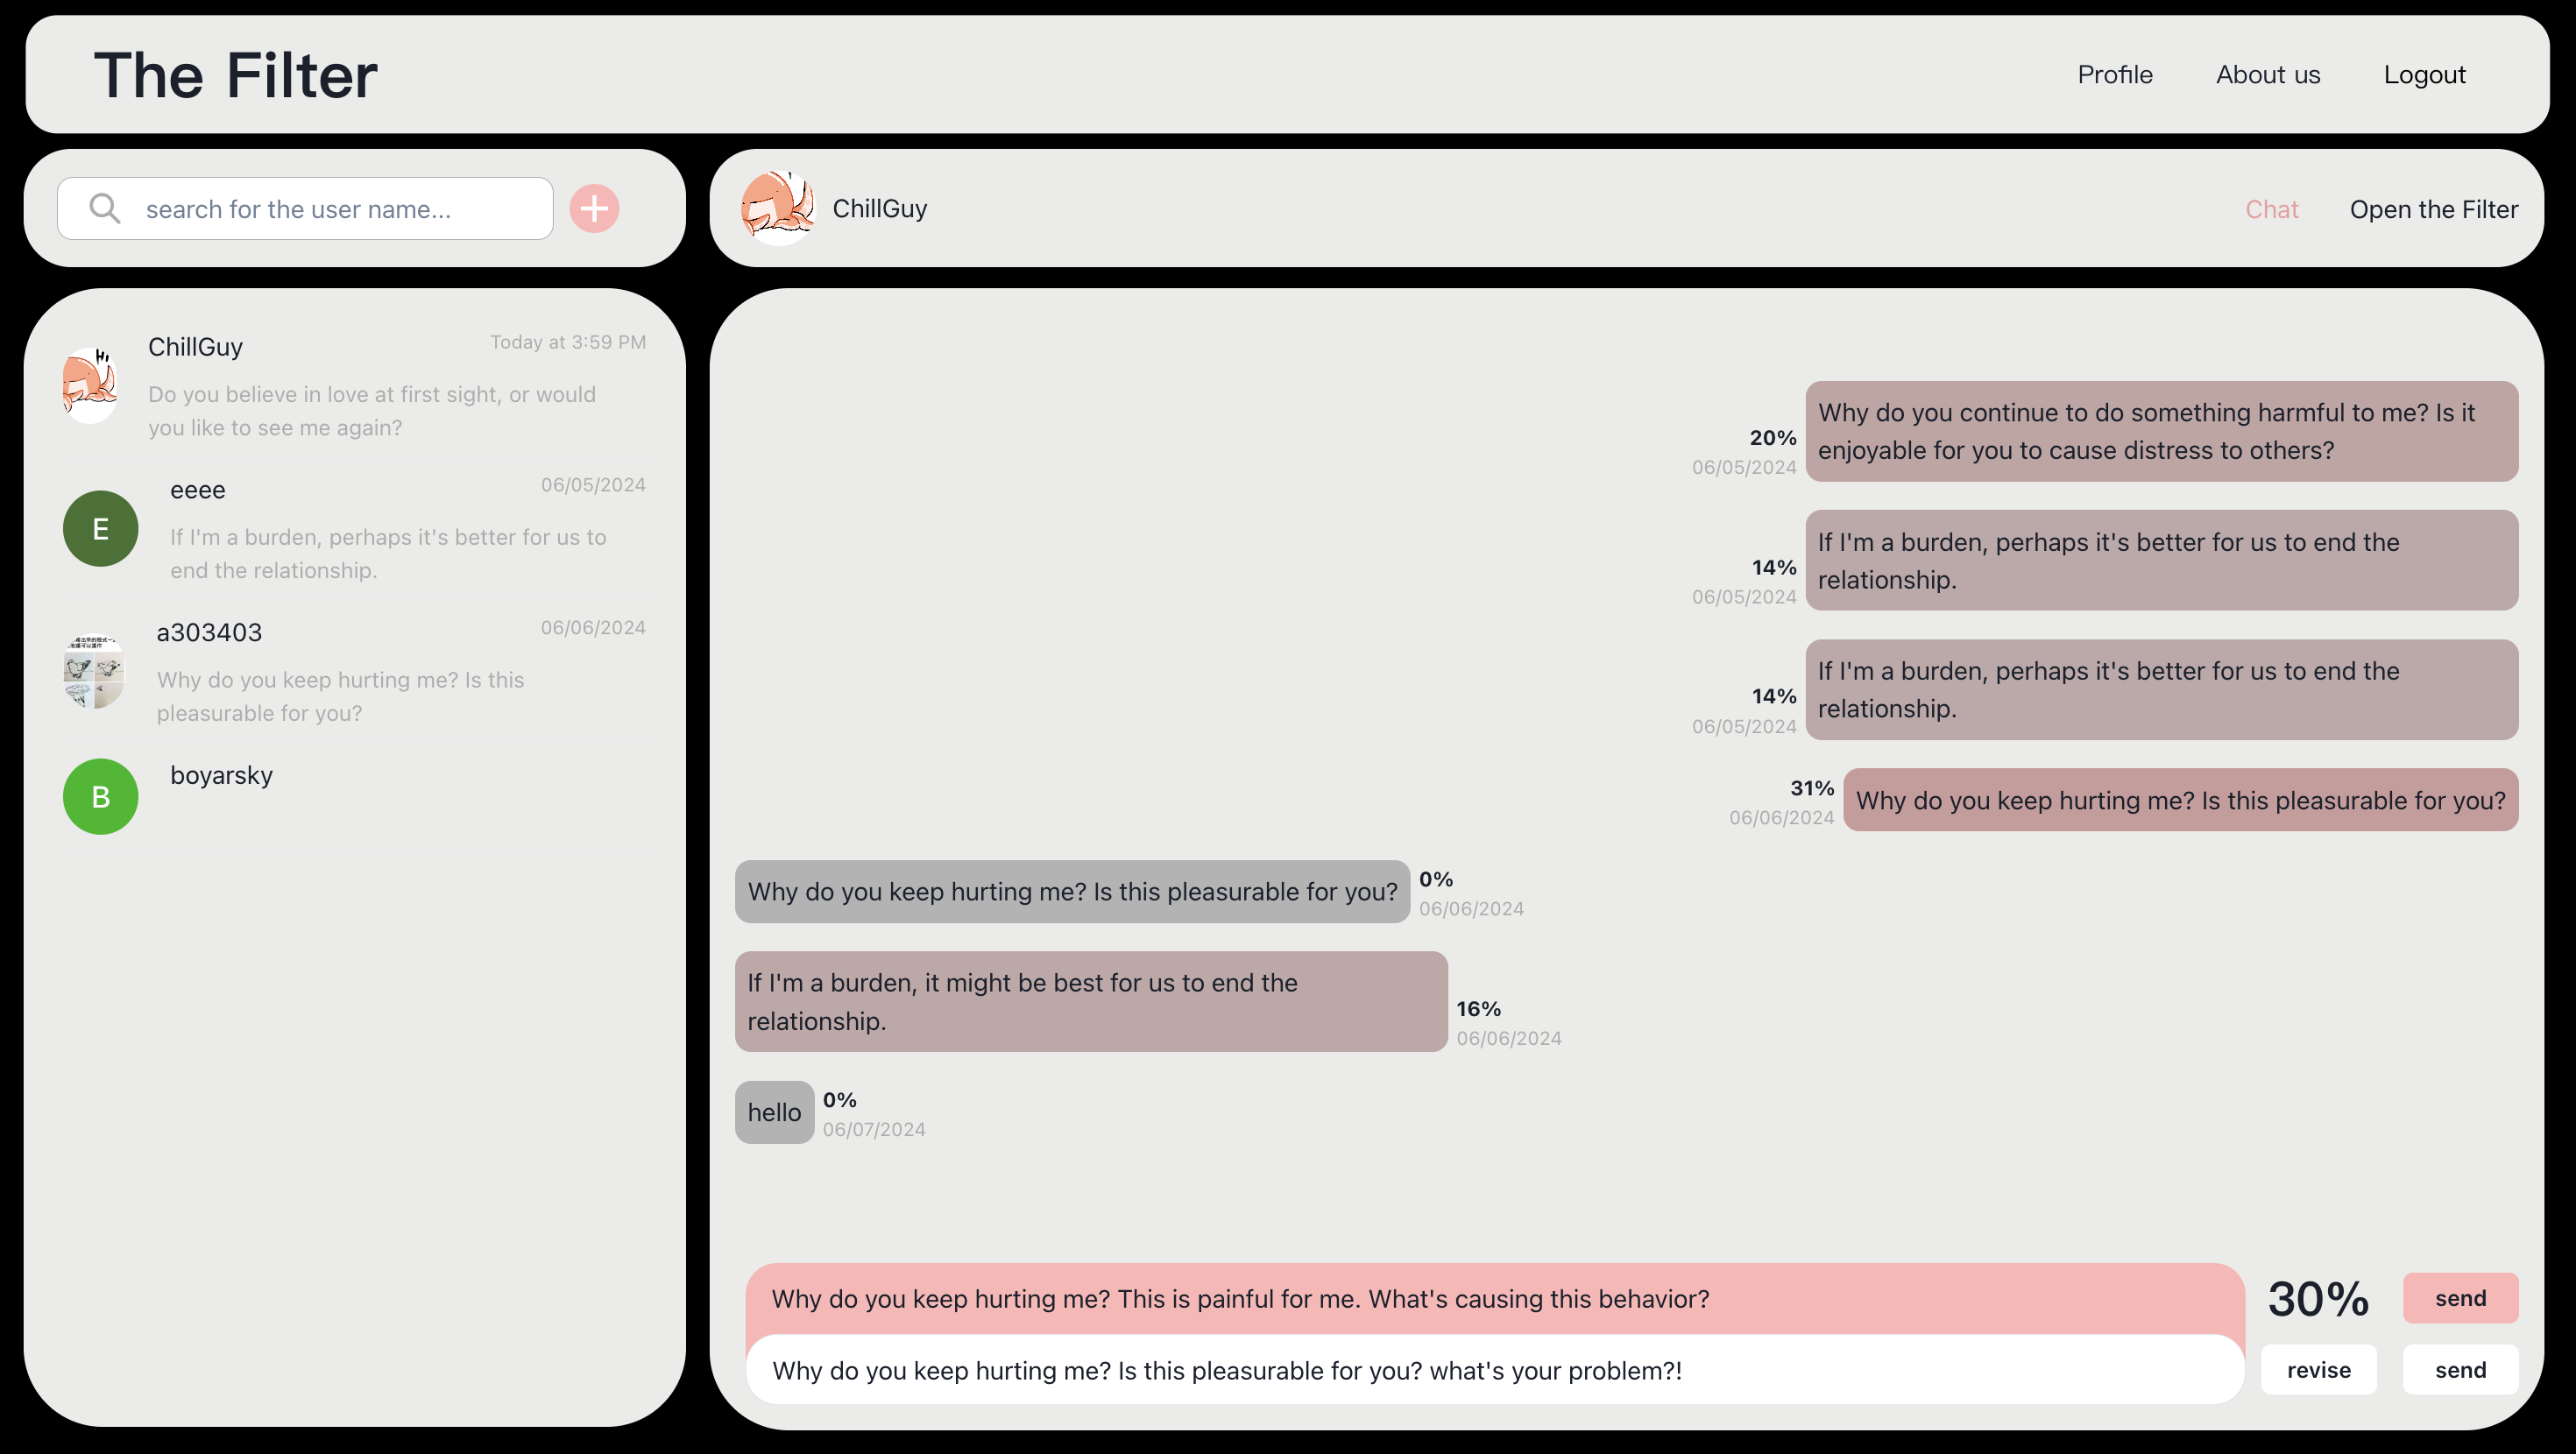 The Filter
Profile
About us
Logout
search for the user name...
ChillGuy
Chat
Open the Filter
Hi
ChillGuy
Today at 3:59 PM
Do you believe in love at first sight, or would
you like to see me again?
E
eeee
06/05/2024
If I'm a burden, perhaps it's better for us to
end the relationship.
a303403
06/06/2024
Why do you keep hurting me? Is this
pleasurable for you?
B
boyarsky
Why do you continue to do something harmful to me? Is it
enjoyable for you to cause distress to others?
20%
06/05/2024
If I'm a burden, perhaps it's better for us to end the
relationship.
14%
06/05/2024
If I'm a burden, perhaps it's better for us to end the
relationship.
14%
06/05/2024
31%
06/06/2024
Why do you keep hurting me? Is this pleasurable for you?
Why do you keep hurting me? Is this pleasurable for you?
0%
06/06/2024
If I'm a burden, it might be best for us to end the
relationship.
16%
06/06/2024
hello
0%
06/07/2024
Why do you keep hurting me? This is painful for me. What's causing this behavior?
30%
send
Why do you keep hurting me? Is this pleasurable for you? what's your problem?!
revise
send